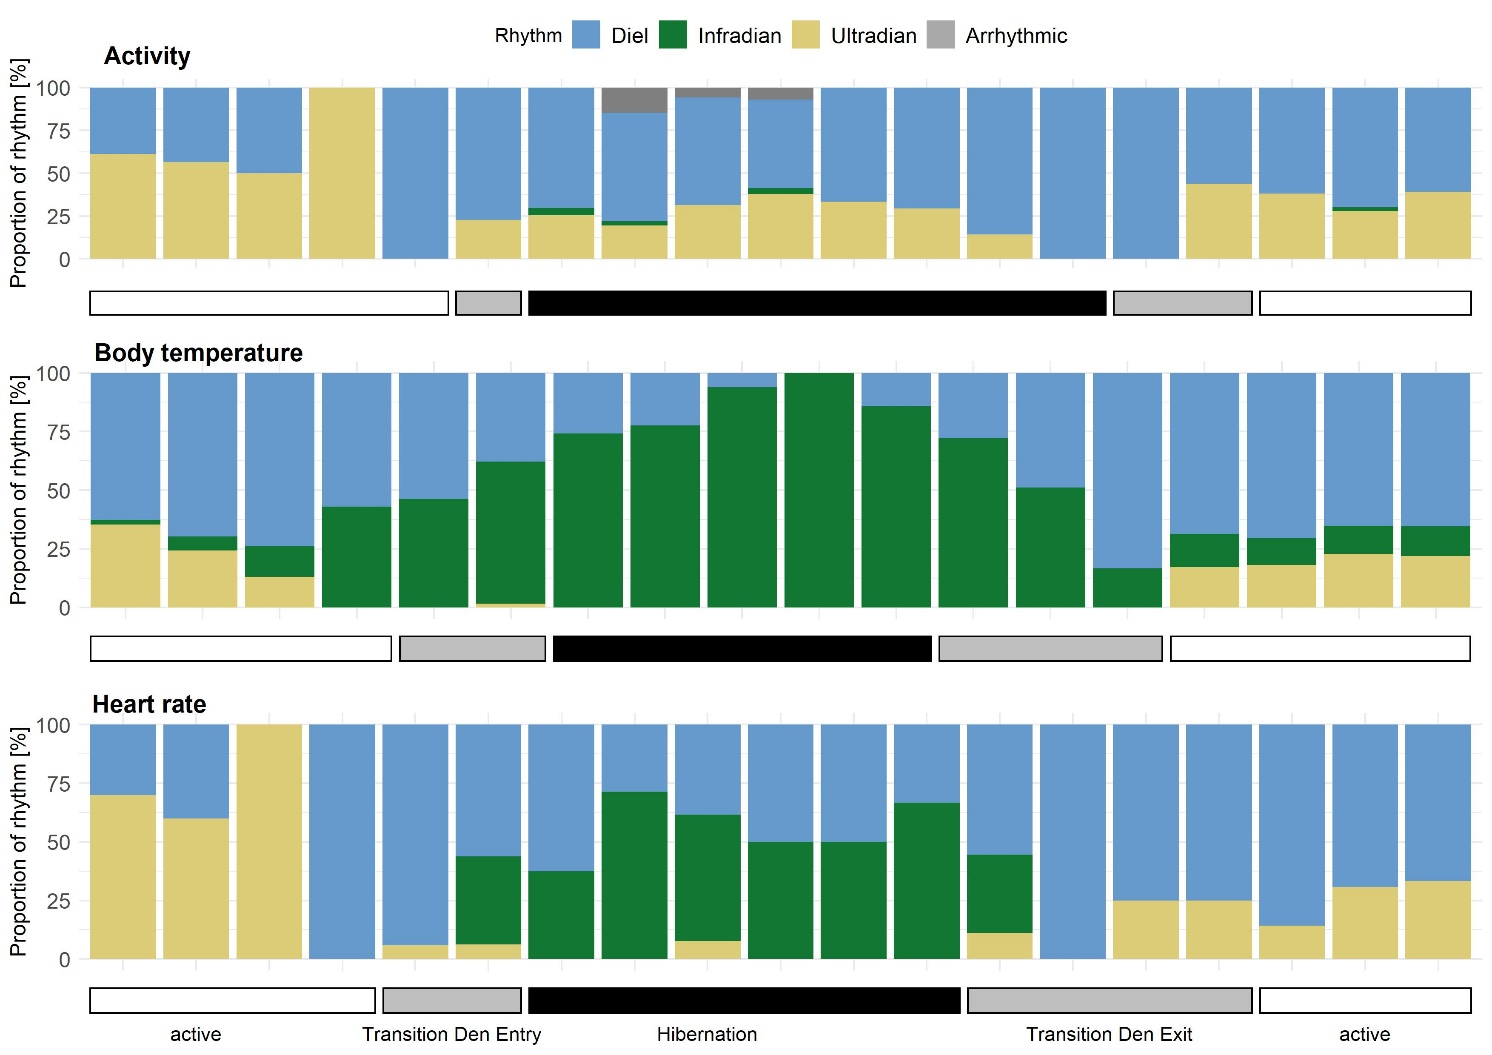 Rhythm Diel Infradian Ultradian Arrhythmic
Activity
Proportion of rhythm [%]
100
75
50
25
0
Body temperature
Proportion of rhythm [%]
100
75
50
25
0
Heart rate
Proportion of rhythm [%]
100
75
50
25
0
active Transition Den Entry Hibernation Transition Den Exit active